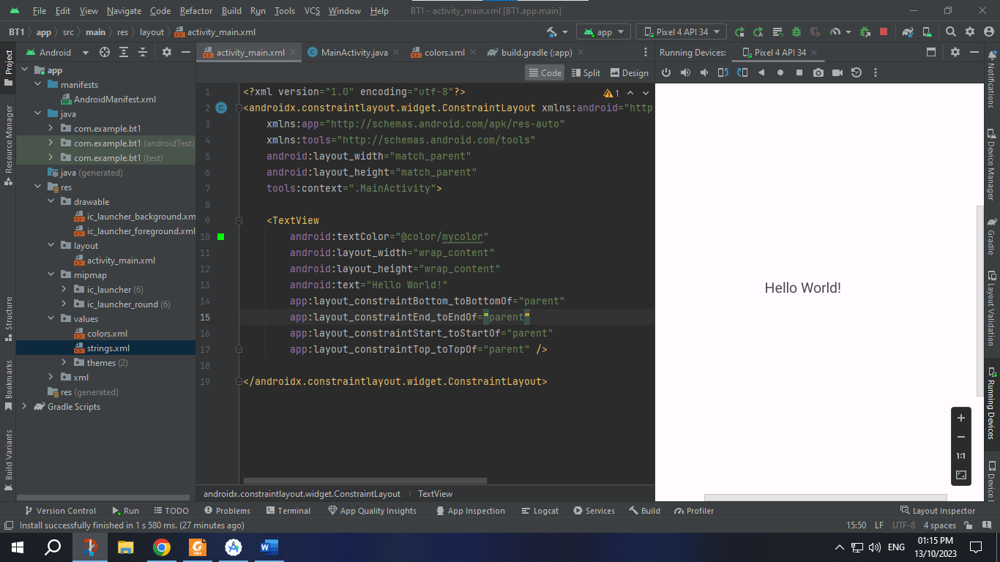 File Edit View Navigate Code Refactor Build Run Tools VCS Window Help BT1 - activity_main.xml [BT1.app.main]
BT1 app src main res layout activity_main.xml app Pixel 4 API 34
Project
Resource Manager
Structure
Bookmarks
Build Variants
Android
app
manifests
AndroidManifest.xml
java
com.example.bt1
com.example.bt1 (androidTest)
com.example.bt1 (test)
java (generated)
res
drawable
ic_launcher_background.xm
ic_launcher_foreground.xml
layout
activity_main.xml
mipmap
ic_launcher (6)
ic_launcher_round (6)
values
colors.xml
strings.xml
themes (2)
xml
res (generated)
Gradle Scripts
activity_main.xml MainActivity.java colors.xml build.gradle (:app)
Code Split Design
1 <?xml version="1.0" encoding="utf-8"?>
2 <androidx.constraintlayout.widget.ConstraintLayout xmlns:android="http
3 xmlns:app="http://schemas.android.com/apk/res-auto"
4 xmlns:tools="http://schemas.android.com/tools"
5 android:layout_width="match_parent"
6 android:layout_height="match_parent"
7 tools:context=".MainActivity">
8
9 <TextView
10 android:textColor="@color/mycolor"
11 android:layout_width="wrap_content"
12 android:layout_height="wrap_content"
13 android:text="Hello World!"
14 app:layout_constraintBottom_toBottomOf="parent"
15 app:layout_constraintEnd_toEndOf="parent"
16 app:layout_constraintStart_toStartOf="parent"
17 app:layout_constraintTop_toTopOf="parent" />
18
19 </androidx.constraintlayout.widget.ConstraintLayout>
1
androidx.constraintlayout.widget.ConstraintLayout TextView
Running Devices: Pixel 4 API 34
Hello World!
1:1
Notifications
Device Manager
Gradle
Layout Validation
Running Devices
Version Control Run TODO Problems Terminal App Quality Insights App Inspection Logcat Services Build Profiler Layout Inspector
Install successfully finished in 1 s 580 ms. (27 minutes ago) 15:50 LF UTF-8 4 spaces
ENG
01:15 PM
13/10/2023